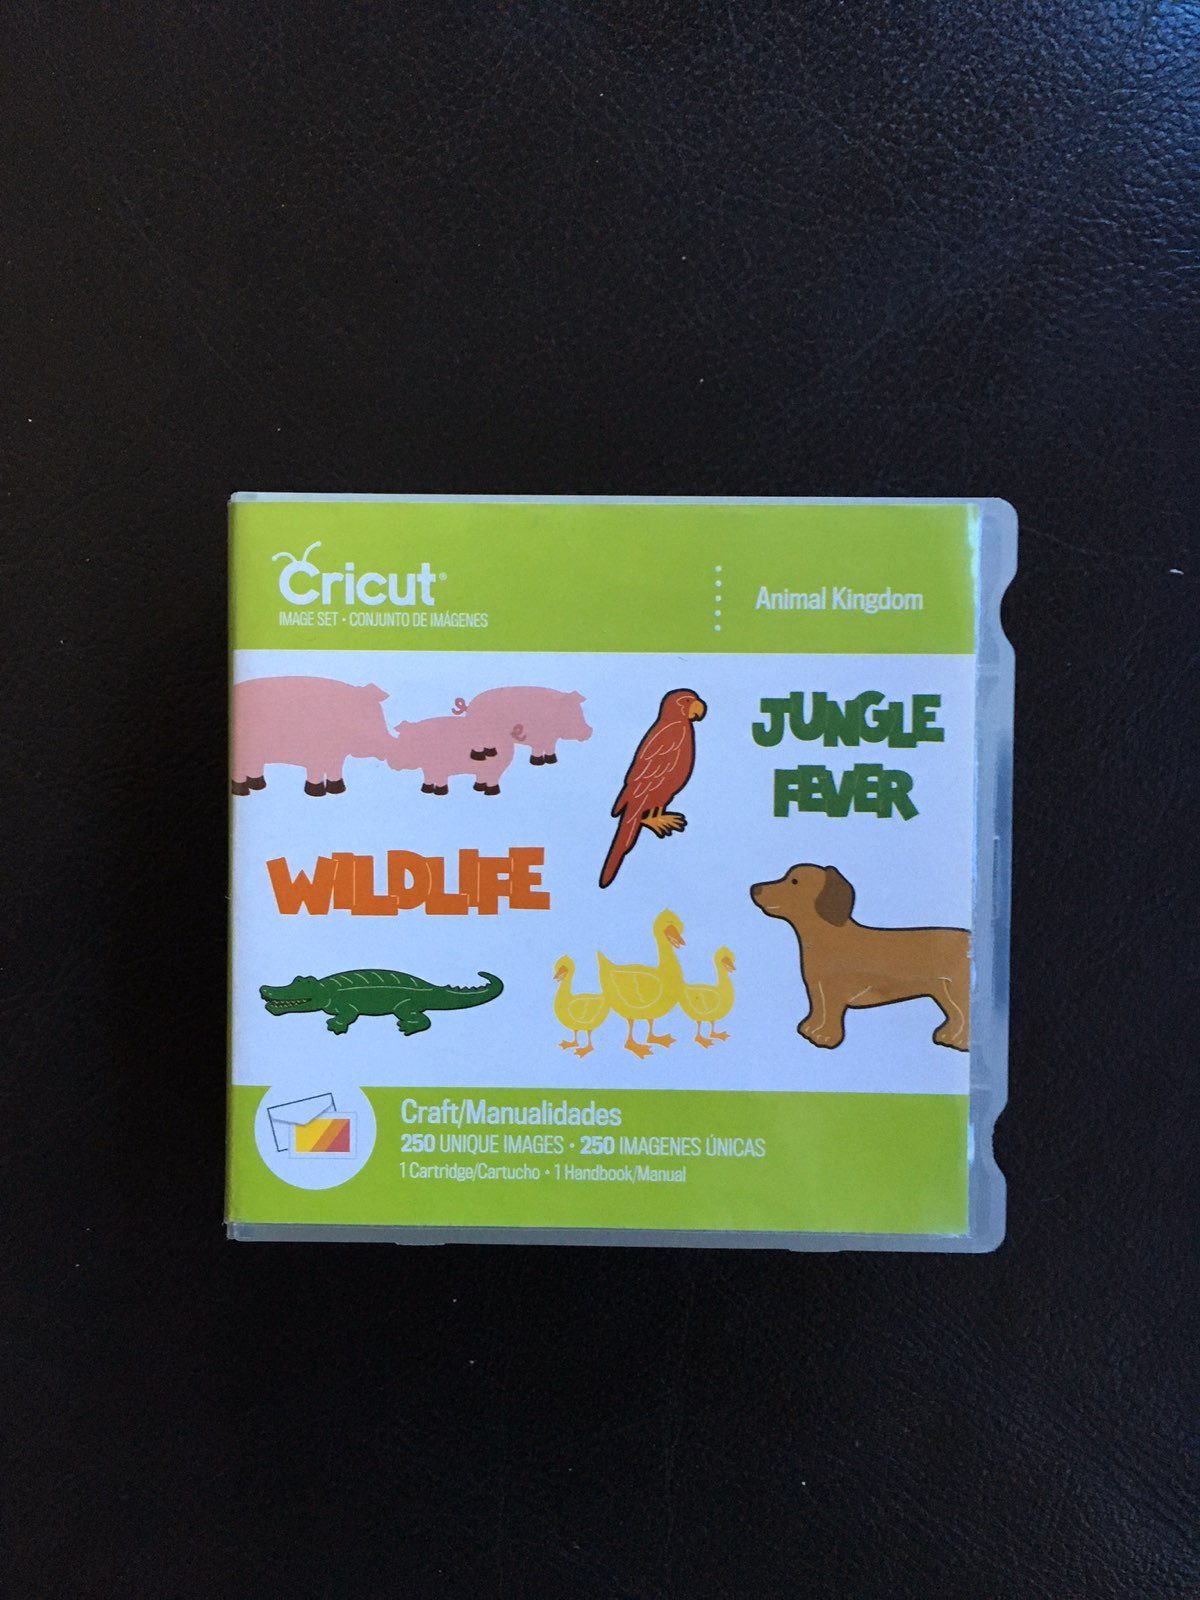 Cricut®
IMAGE SET • CONJUNTO DE IMÁGENES
Animal Kingdom
JUNGLE
FEVER
WILDLIFE
Craft/Manualidades
250 UNIQUE IMAGES • 250 IMAGENES ÚNICAS
1 Cartridge/Cartucho • 1 Handbook/Manual